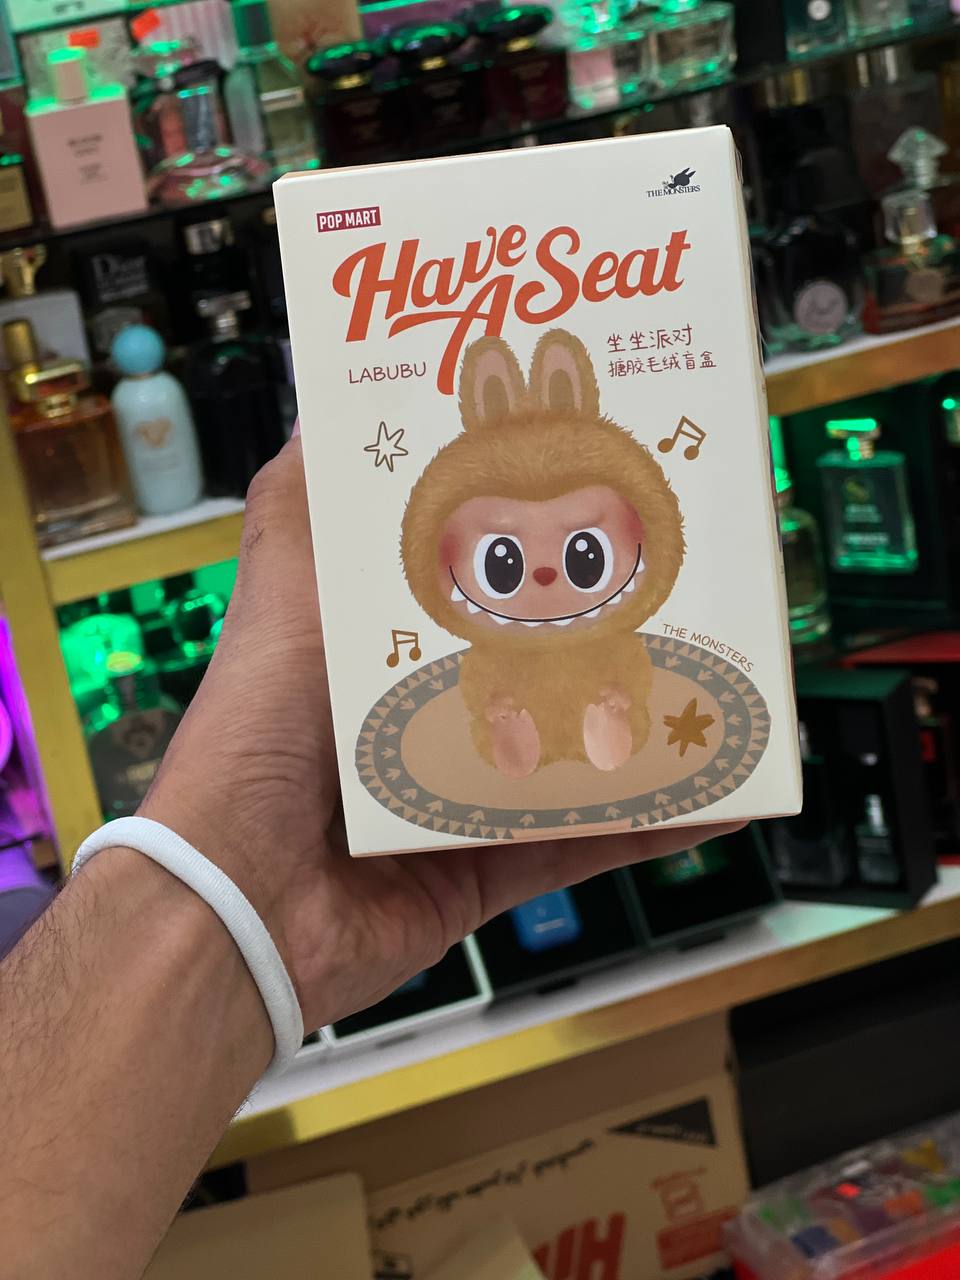 POP MART
THE MONSTERS
Have A Seat
LABUBU
坐坐派对
搪胶毛绒盲盒
THE MONSTERS
Dior